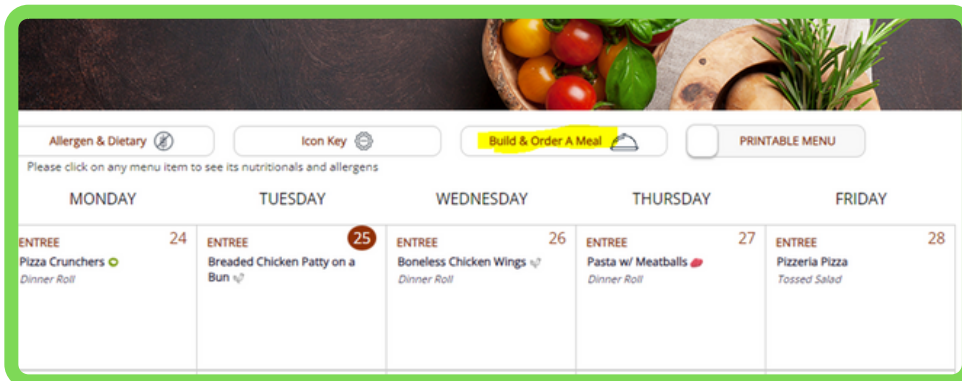 Allergen & Dietary
Icon Key
Build & Order A Meal
PRINTABLE MENU
Please click on any menu item to see its nutritionals and allergens
MONDAY
TUESDAY
WEDNESDAY
THURSDAY
FRIDAY
ENTREE 24
Pizza Crunchers
Dinner Roll
ENTREE 25
Breaded Chicken Patty on a
Bun
ENTREE 26
Boneless Chicken Wings
Dinner Roll
ENTREE 27
Pasta w/ Meatballs
Dinner Roll
ENTREE 28
Pizzeria Pizza
Tossed Salad